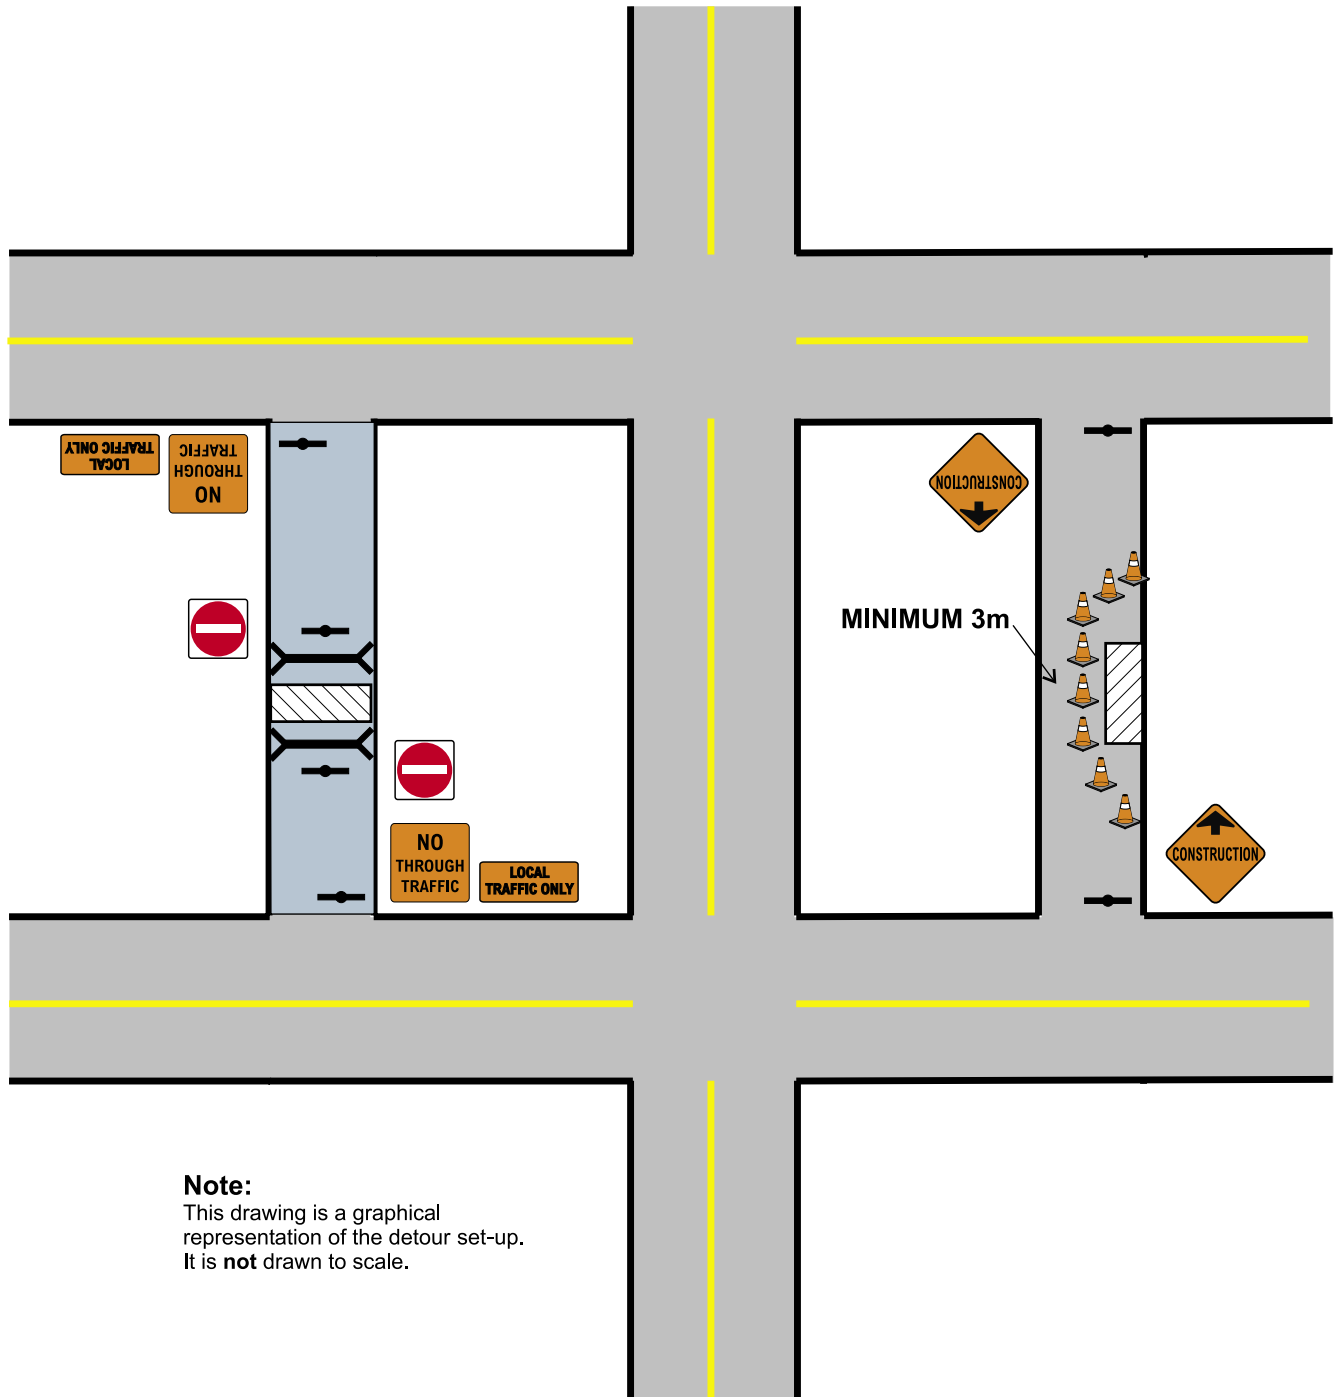 LOCAL
TRAFFIC ONLY
NO
THROUGH
TRAFFIC
CONSTRUCTION
MINIMUM 3m
NO
THROUGH
TRAFFIC
LOCAL
TRAFFIC ONLY
CONSTRUCTION
Note:
This drawing is a graphical
representation of the detour set-up.
It is not drawn to scale.